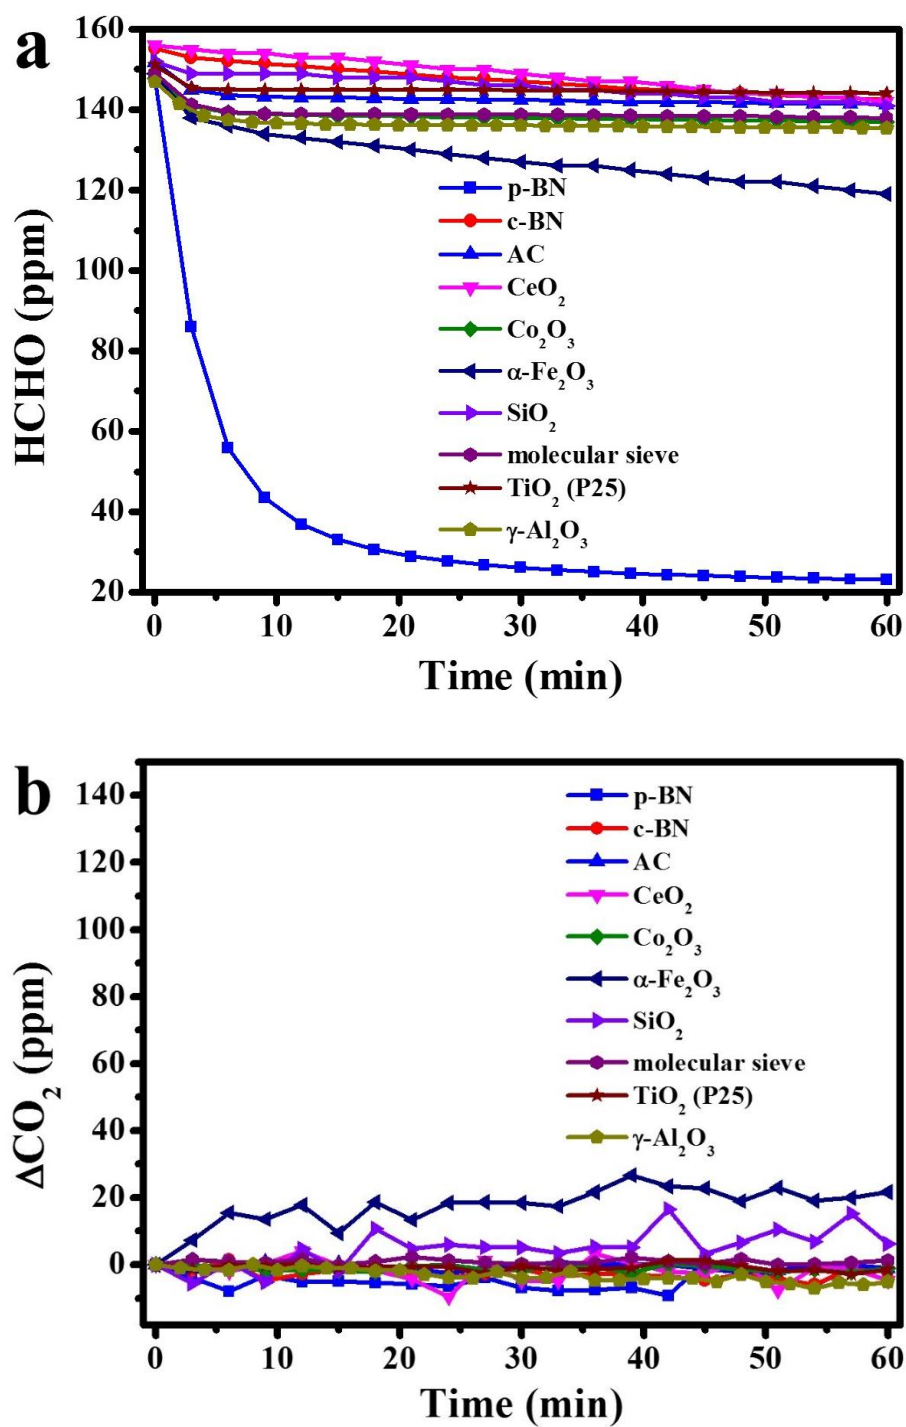 a
160
140
120
100
80
60
40
20
HCHO (ppm)
p-BN
c-BN
AC
CeO₂
Co₂O₃
α-Fe₂O₃
SiO₂
molecular sieve
TiO₂ (P25)
γ-Al₂O₃
0 10 20 30 40 50 60
Time (min)
b
140
120
100
80
60
40
20
0
ΔCO₂ (ppm)
p-BN
c-BN
AC
CeO₂
Co₂O₃
α-Fe₂O₃
SiO₂
molecular sieve
TiO₂ (P25)
γ-Al₂O₃
0 10 20 30 40 50 60
Time (min)